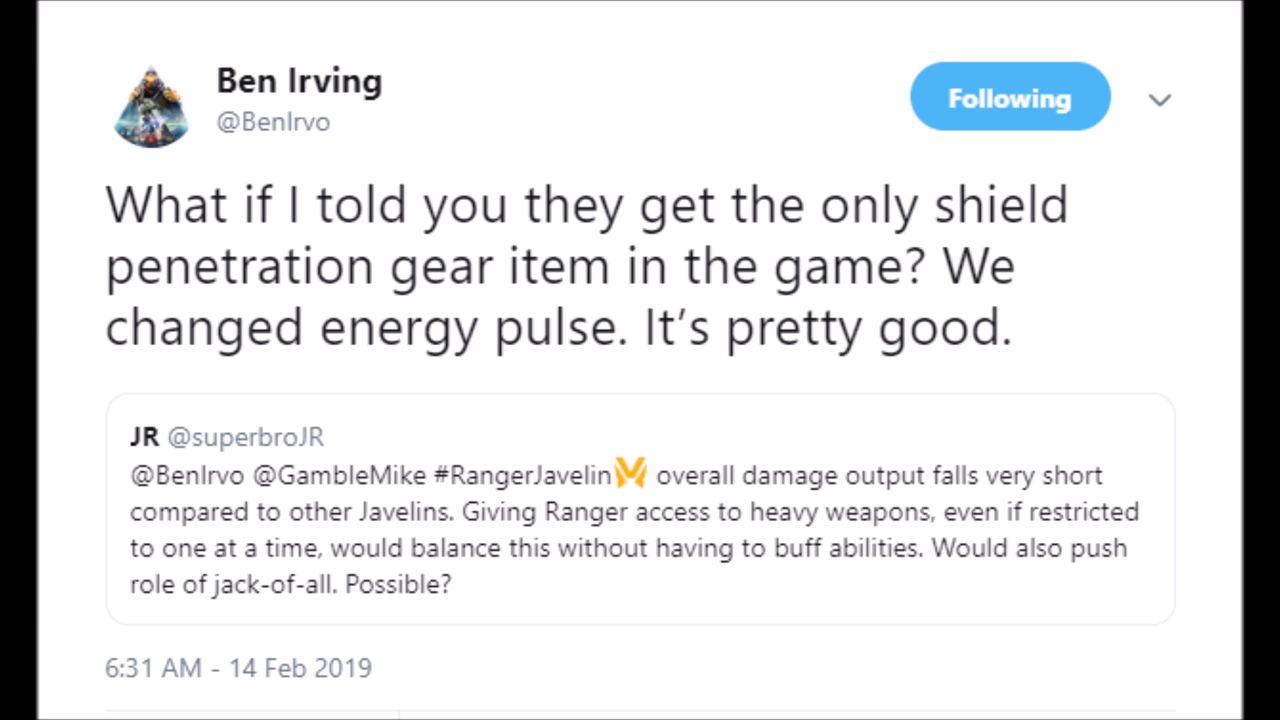 Ben Irving
@BenIrvo
Following
What if I told you they get the only shield
penetration gear item in the game? We
changed energy pulse. It’s pretty good.
JR @superbroJR
@BenIrvo @GambleMike #RangerJavelin overall damage output falls very short
compared to other Javelins. Giving Ranger access to heavy weapons, even if restricted
to one at a time, would balance this without having to buff abilities. Would also push
role of jack-of-all. Possible?
6:31 AM - 14 Feb 2019